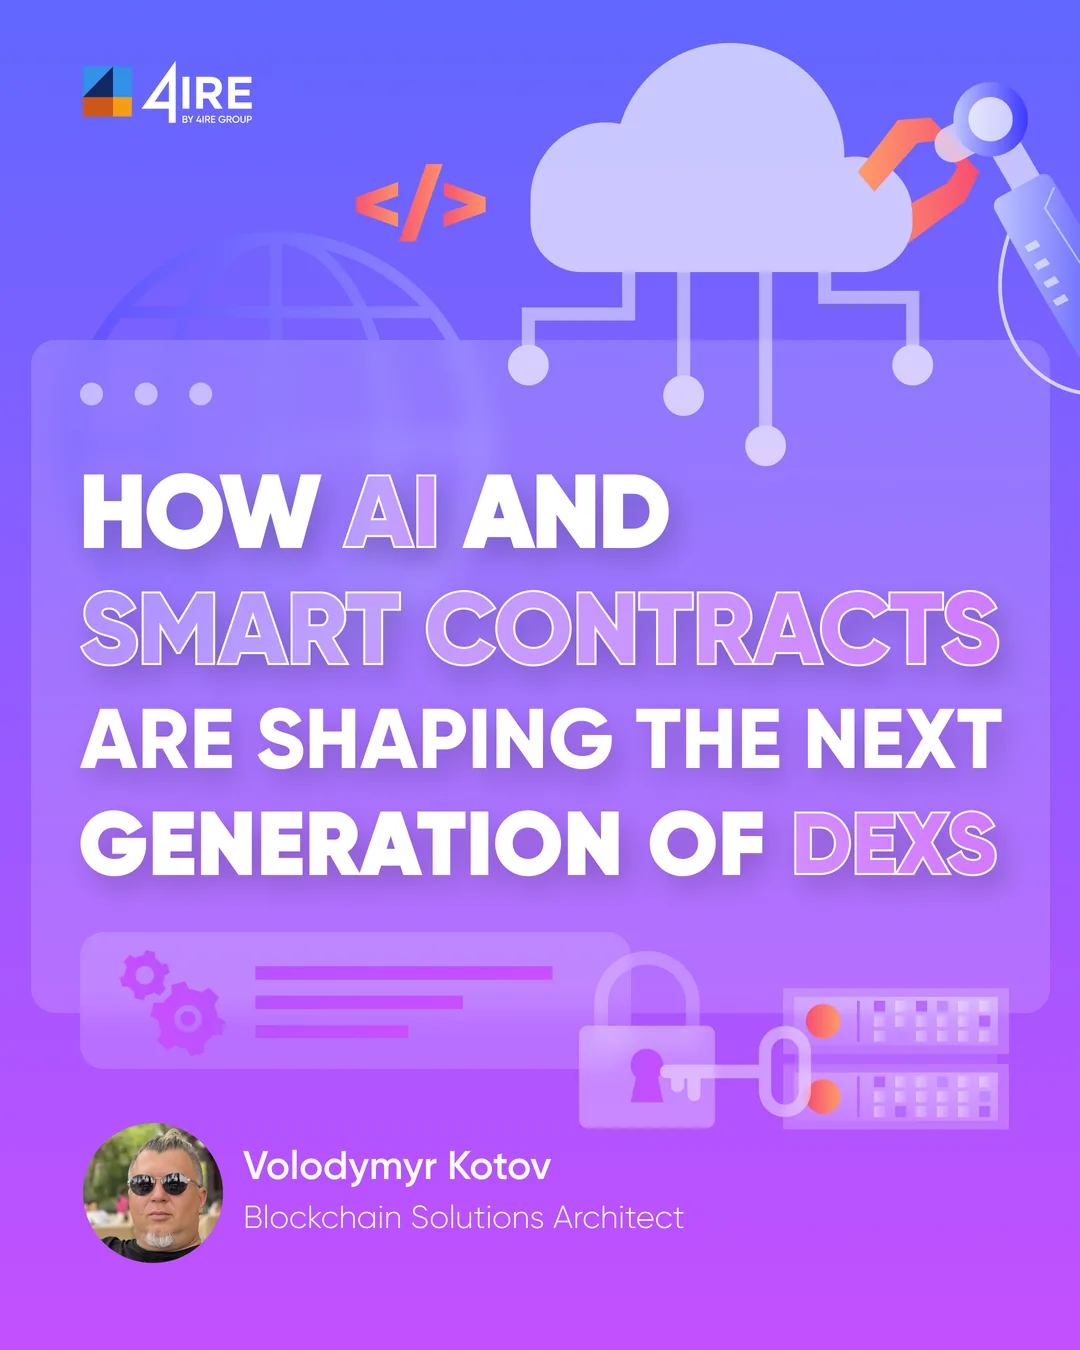 4IRE
BY 4IRE GROUP
</>
HOW AI AND
SMART CONTRACTS
ARE SHAPING THE NEXT
GENERATION OF DEXS
Volodymyr Kotov
Blockchain Solutions Architect